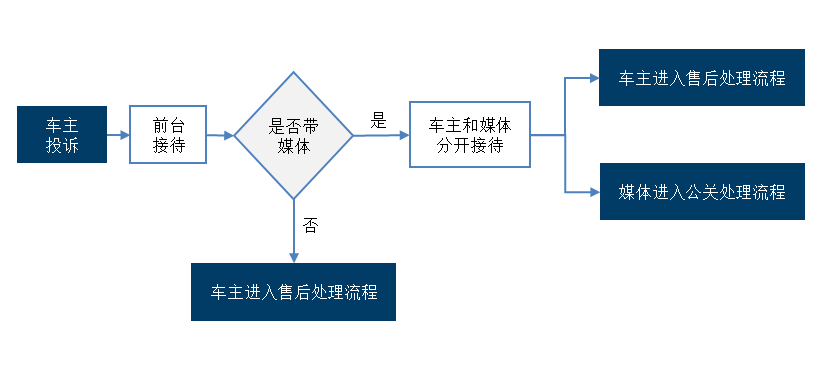 车主
投诉
前台
接待
是否带
媒体
是
车主和媒体
分开接待
车主进入售后处理流程
媒体进入公关处理流程
否
车主进入售后处理流程